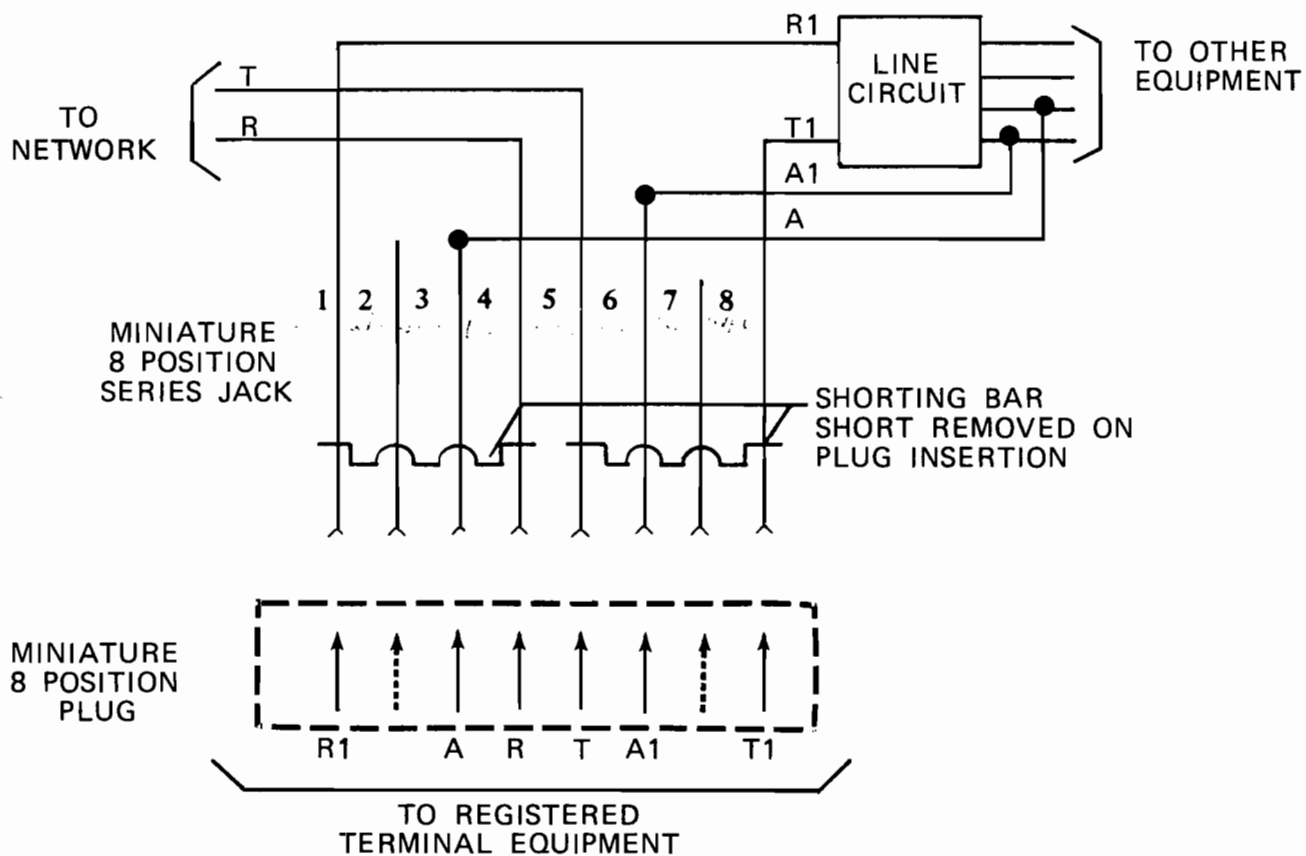 R1
LINE
CIRCUIT
TO OTHER
EQUIPMENT
T
TO
NETWORK
R
T1
A1
A
1 2 3 4 5 6 7 8
MINIATURE
8 POSITION
SERIES JACK
SHORTING BAR
SHORT REMOVED ON
PLUG INSERTION
MINIATURE
8 POSITION
PLUG
R1 A R T A1 T1
TO REGISTERED
TERMINAL EQUIPMENT